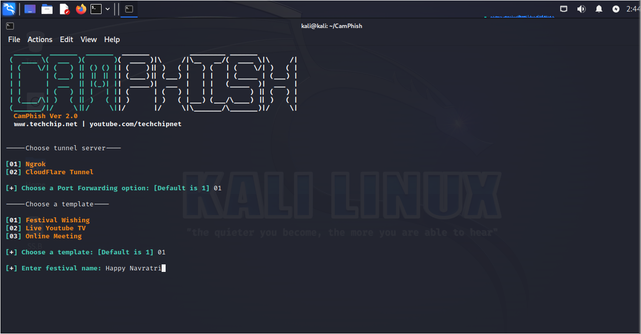 2:44
kali@kali: ~/CamPhish
File Actions Edit View Help
CAMPHISH
CamPhish Ver 2.0
www.techchip.net | youtube.com/techchipnet
-----Choose tunnel server----
[01] Ngrok
[02] CloudFlare Tunnel
[+] Choose a Port Forwarding option: [Default is 1] 01
-----Choose a template----
[01] Festival Wishing
[02] Live Youtube TV
[03] Online Meeting
[+] Choose a template: [Default is 1] 01
[+] Enter festival name: Happy Navratri
KALI LINUX
"the quieter you become, the more you are able to hear"